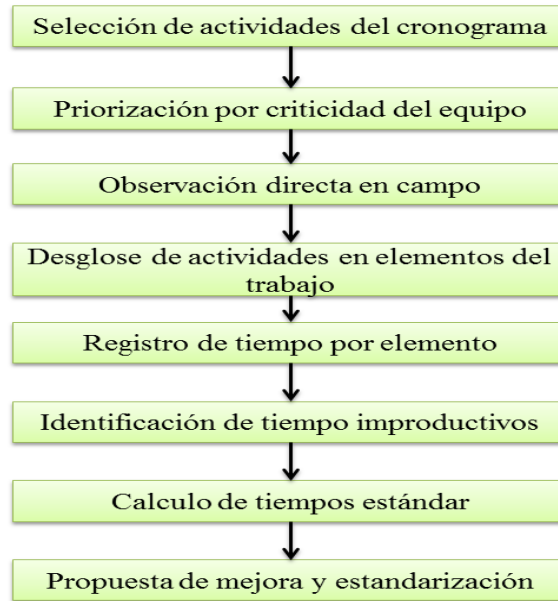 Selección de actividades del cronograma
Priorización por criticidad del equipo
Observación directa en campo
Desglose de actividades en elementos del
trabajo
Registro de tiempo por elemento
Identificación de tiempo improductivos
Calculo de tiempos estándar
Propuesta de mejora y estandarización